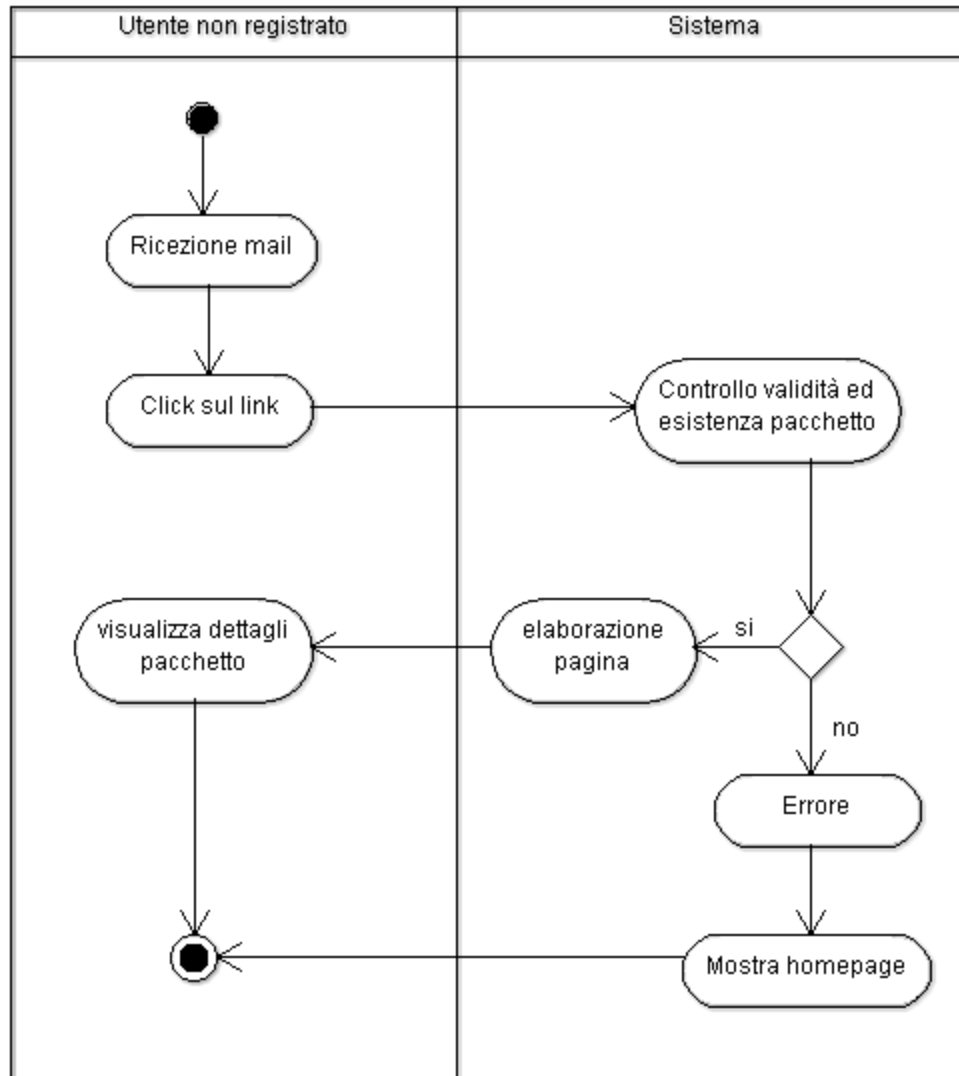 Utente non registrato
Sistema
Ricezione mail
Click sul link
Controllo validità ed
esistenza pacchetto
visualizza dettagli
pacchetto
elaborazione
pagina
si
no
Errore
Mostra homepage